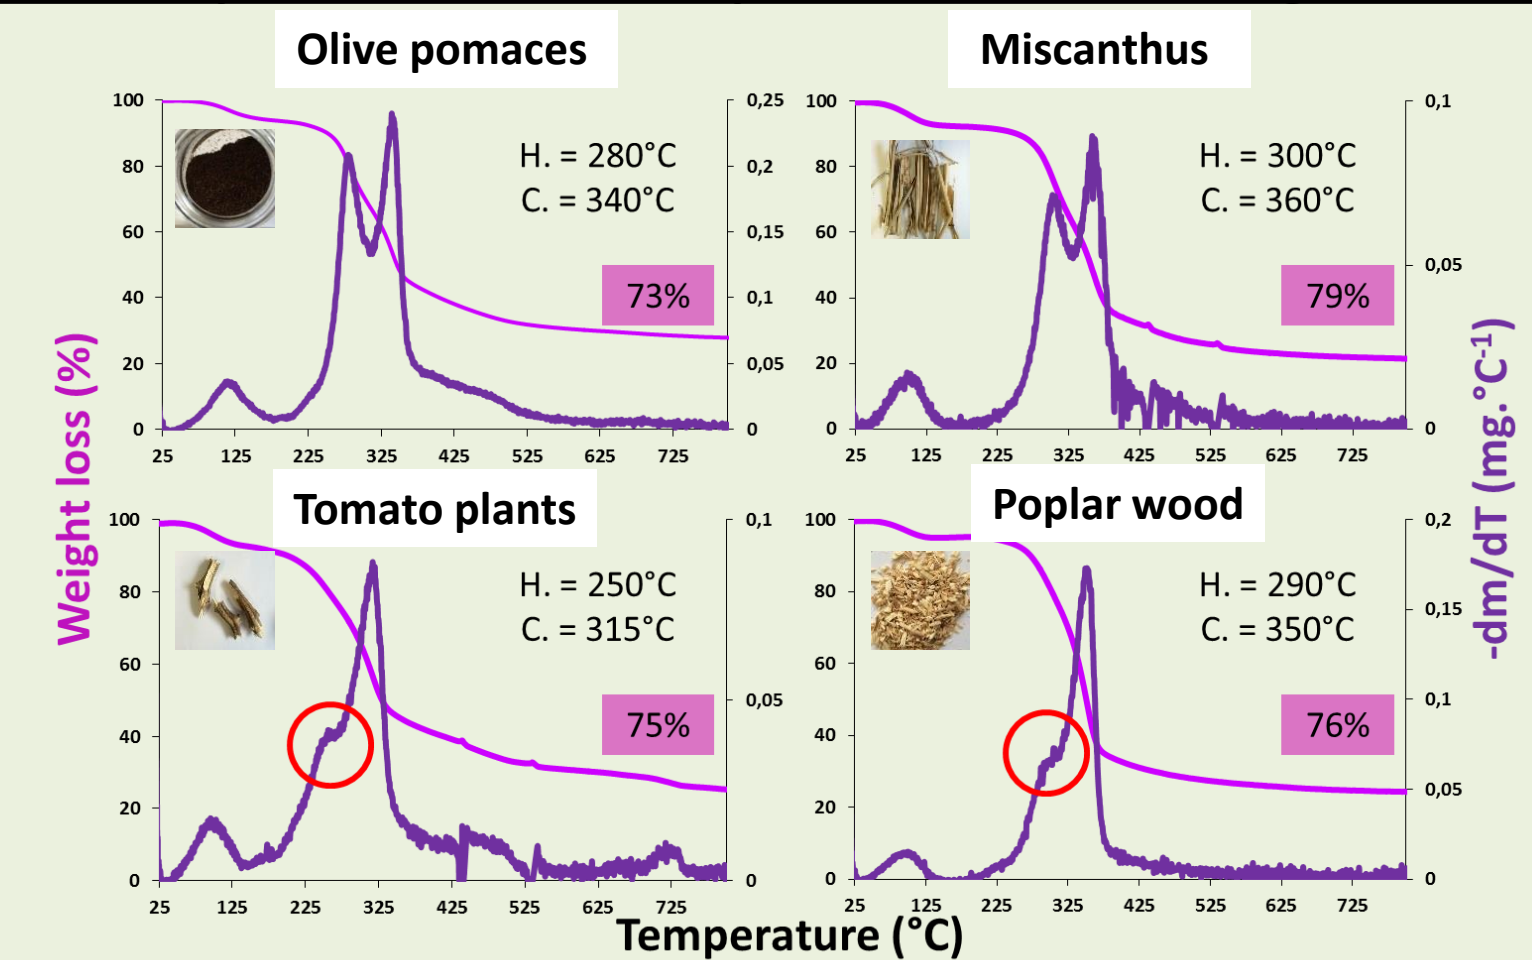 Olive pomaces
100
80
60
40
20
0
0,25
0,2
0,15
0,1
0,05
0
H. = 280°C
C. = 340°C
73%
25 125 225 325 425 525 625 725
Miscanthus
100
80
60
40
20
0
0,1
0,05
0
H. = 300°C
C. = 360°C
79%
25 125 225 325 425 525 625 725
Tomato plants
100
80
60
40
20
0
0,1
0,05
0
H. = 250°C
C. = 315°C
75%
25 125 225 325 425 525 625 725
Poplar wood
100
80
60
40
20
0
0,2
0,15
0,1
0,05
0
H. = 290°C
C. = 350°C
76%
25 125 225 325 425 525 625 725
Weight loss (%)
-dm/dT (mg.°C⁻¹)
Temperature (°C)